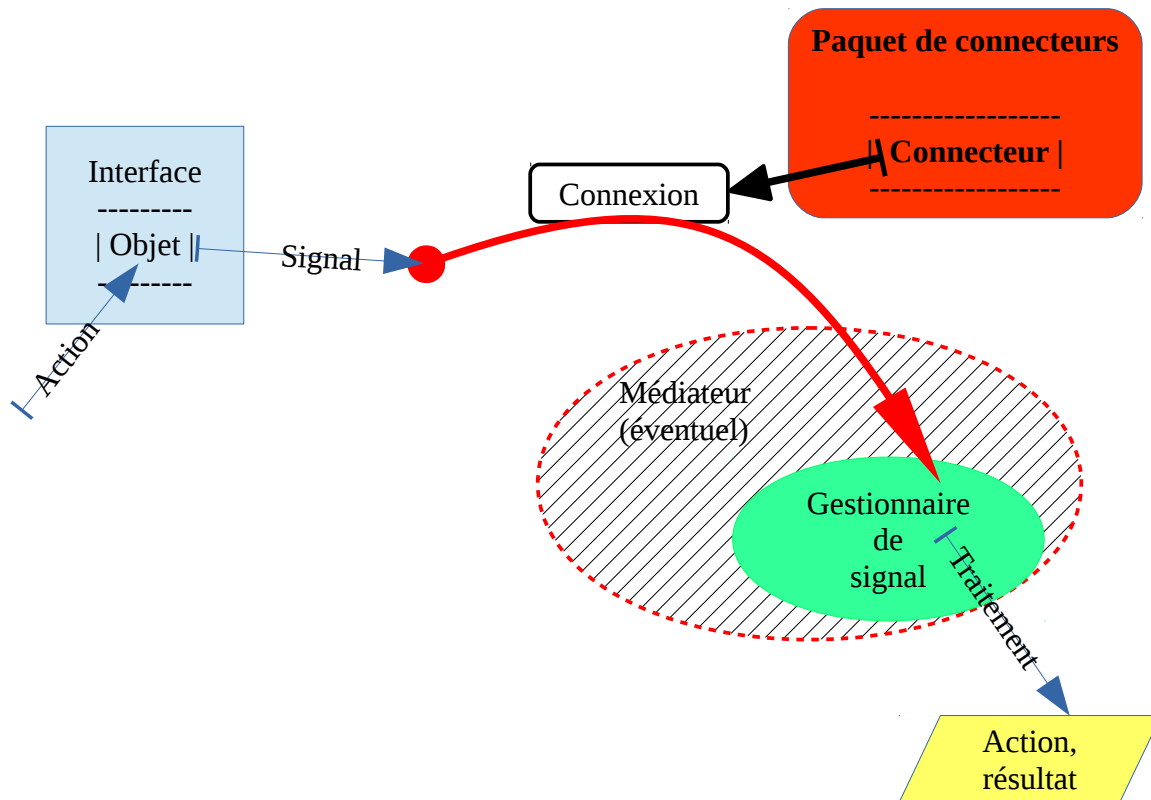 Paquet de connecteurs
------------------
| Connecteur |
------------------
Interface
---------
| Objet |
---------
Connexion
Signal
Action
Médiateur
(éventuel)
Gestionnaire
de
signal
Traitement
Action,
résultat